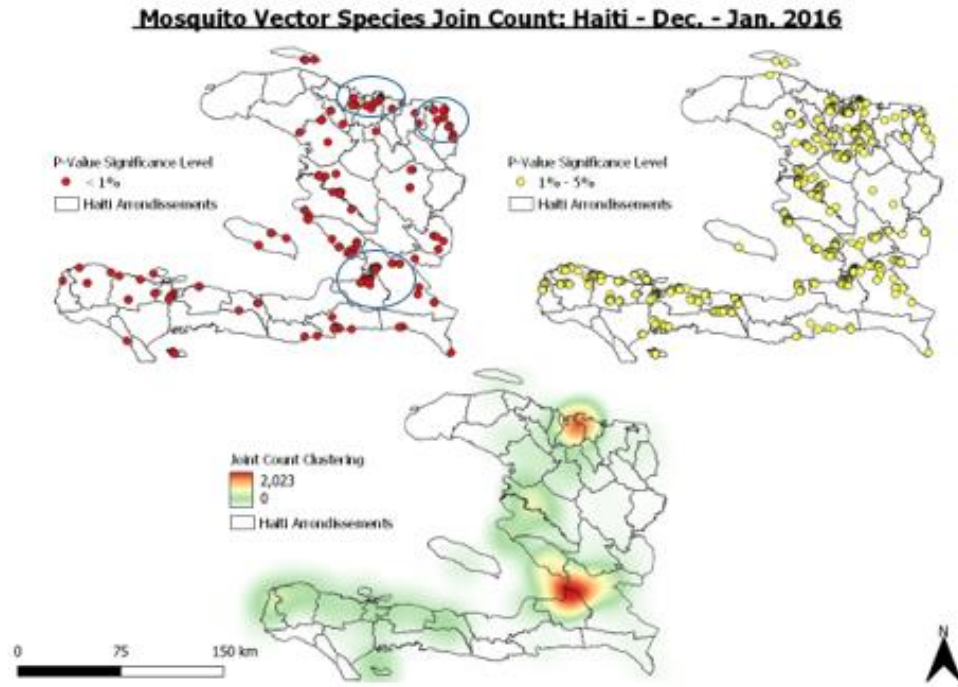 Mosquito Vector Species Join Count: Haiti - Dec. - Jan. 2016
P-Value Significance Level
< 1%
Haiti Arrondissements
P-Value Significance Level
1% - 5%
Haiti Arrondissements
Joint Count Clustering
2,023
0
Haiti Arrondissements
0 75 150 km
N